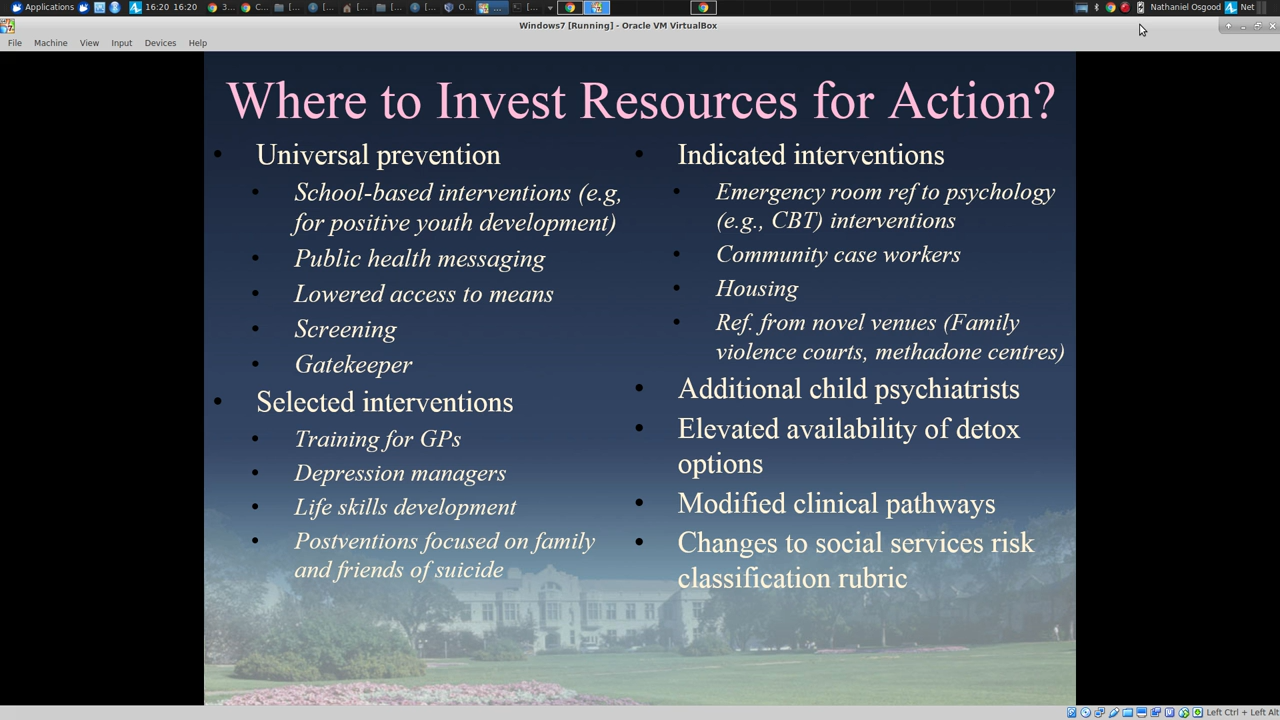 Applications
16:20 16:20
3...
C...
[...
[...
[...
[...
O...
...
[...
Nathaniel Osgood
Net
Windows7 [Running] - Oracle VM VirtualBox
File Machine View Input Devices Help
Where to Invest Resources for Action?
• Universal prevention
• School-based interventions (e.g,
for positive youth development)
• Public health messaging
• Lowered access to means
• Screening
• Gatekeeper
• Selected interventions
• Training for GPs
• Depression managers
• Life skills development
• Postventions focused on family
and friends of suicide
• Indicated interventions
• Emergency room ref to psychology
(e.g., CBT) interventions
• Community case workers
• Housing
• Ref. from novel venues (Family
violence courts, methadone centres)
• Additional child psychiatrists
• Elevated availability of detox
options
• Modified clinical pathways
• Changes to social services risk
classification rubric
Left Ctrl + Left Alt